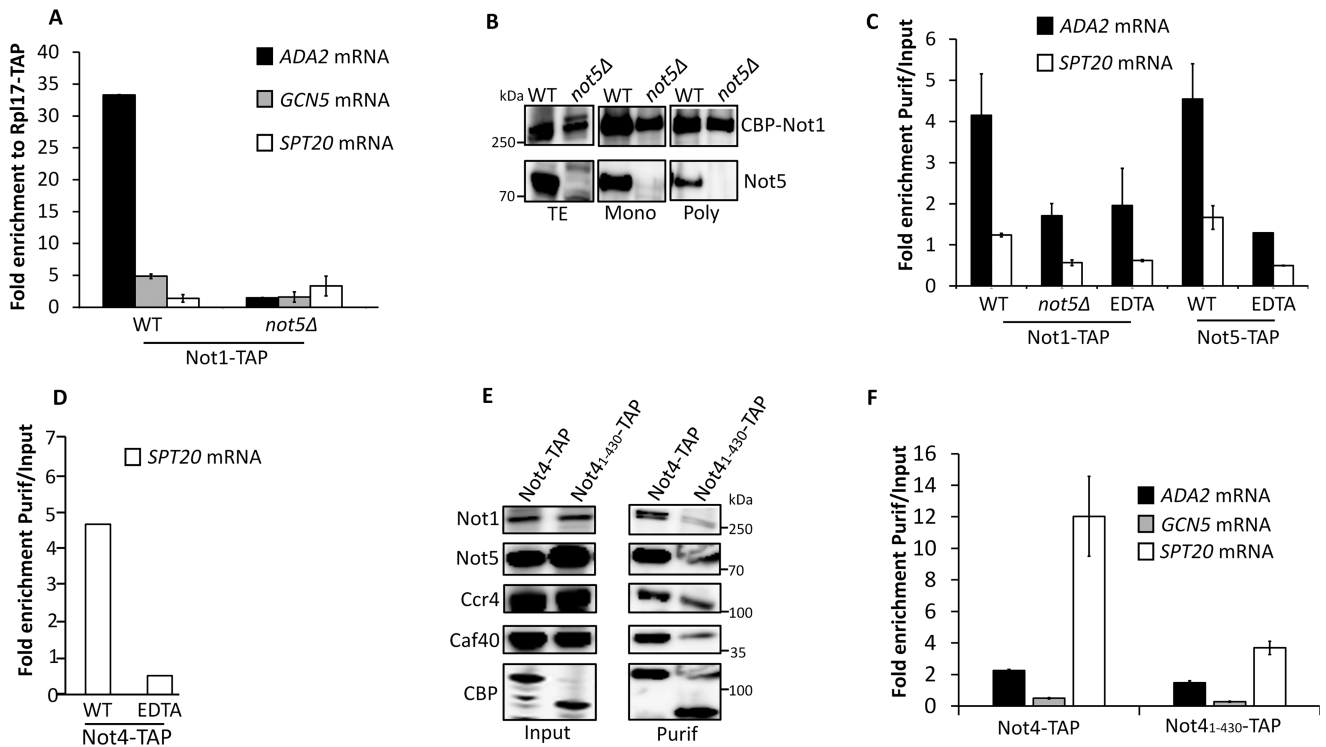 A
Fold enrichment to Rpl17-TAP
40
35
30
25
20
15
10
5
0
ADA2 mRNA
GCN5 mRNA
SPT20 mRNA
WT
not5Δ
Not1-TAP
B
kDa
WT not5Δ WT not5Δ WT not5Δ
250
CBP-Not1
70
Not5
TE Mono Poly
C
Fold enrichment Purif/Input
6
5
4
3
2
1
0
ADA2 mRNA
SPT20 mRNA
WT not5Δ EDTA WT EDTA
Not1-TAP Not5-TAP
D
Fold enrichment Purif/Input
7
6
5
4
3
2
1
0
SPT20 mRNA
WT EDTA
Not4-TAP
E
Not4-TAP Not41-430-TAP Not4-TAP Not41-430-TAP
kDa
Not1
250
Not5
70
Ccr4
100
Caf40
35
CBP
100
Input Purif
F
Fold enrichment Purif/Input
16
14
12
10
8
6
4
2
0
ADA2 mRNA
GCN5 mRNA
SPT20 mRNA
Not4-TAP Not41-430-TAP